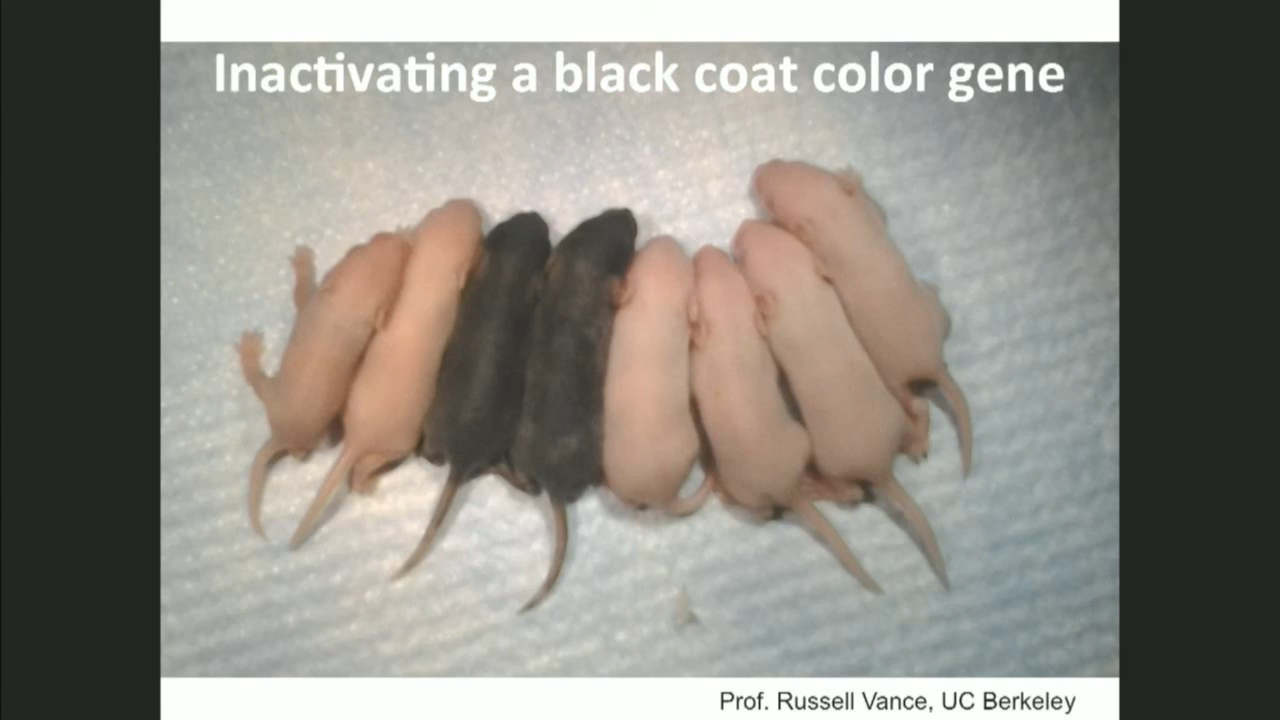 Inactivating a black coat color gene
Prof. Russell Vance, UC Berkeley